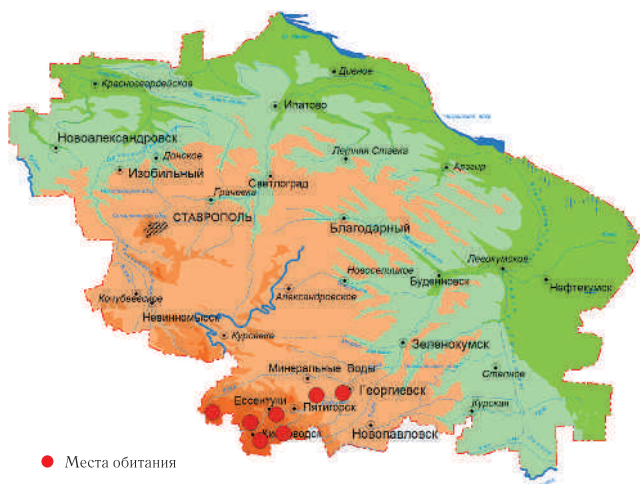 Дивное
Красногвардейское
Ипатово
Новоалександровск
Донское
Летняя Ставка
Арзгир
Изобильный
Светлоград
Грачевка
СТАВРОПОЛЬ
Благодарный
Левокумское
Новоселицкое
Буденновск
Нефтекумск
Кочубеевское
Александровское
Невинномысск
Курсавка
Зеленокумск
Минеральные Воды
Степное
Ессентуки
Георгиевск
Пятигорск
Курская
Кисловодск
Новопавловск
Места обитания